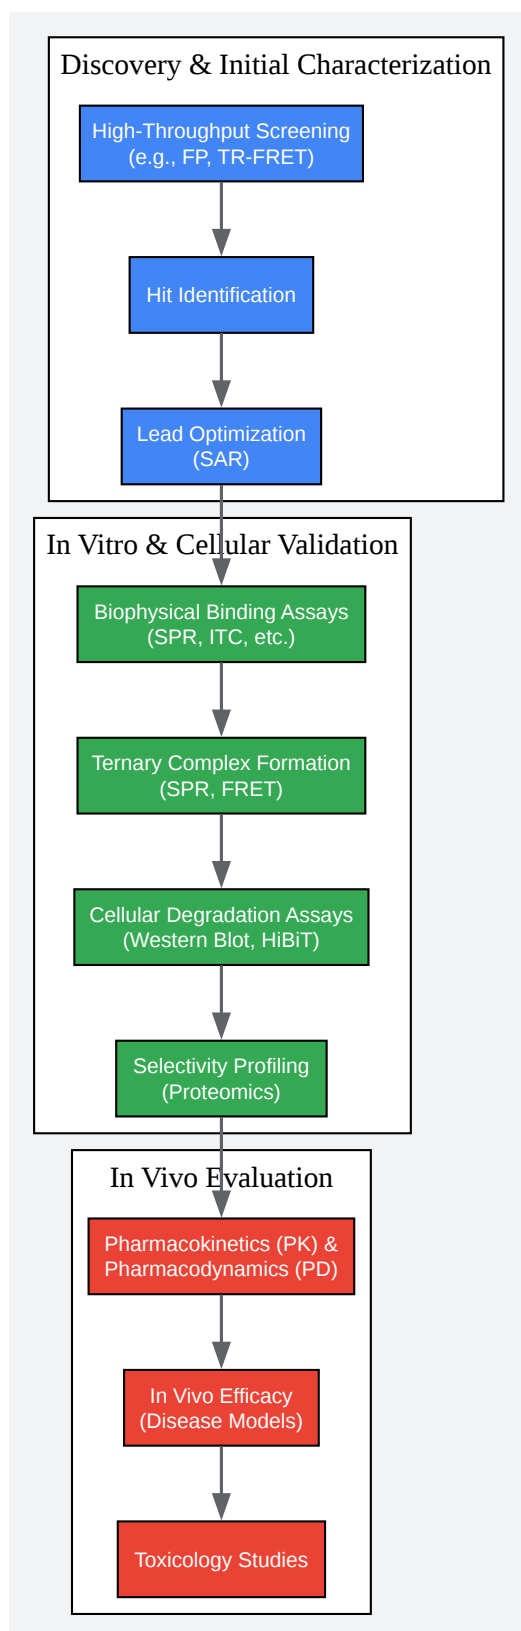 Discovery & Initial Characterization
High-Throughput Screening
(e.g., FP, TR-FRET)
Hit Identification
Lead Optimization
(SAR)
In Vitro & Cellular Validation
Biophysical Binding Assays
(SPR, ITC, etc.)
Ternary Complex Formation
(SPR, FRET)
Cellular Degradation Assays
(Western Blot, HiBiT)
Selectivity Profiling
(Proteomics)
In Vivo Evaluation
Pharmacokinetics (PK) &
Pharmacodynamics (PD)
In Vivo Efficacy
(Disease Models)
Toxicology Studies